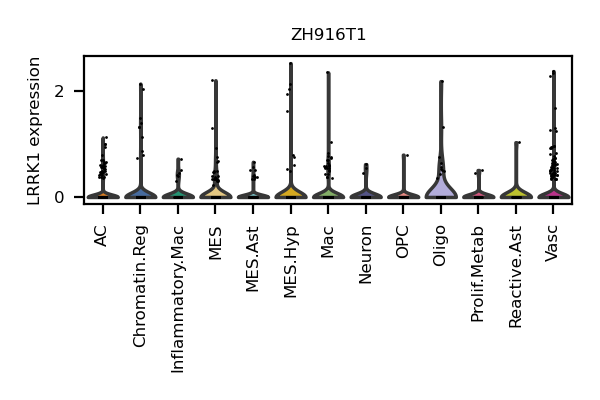 ZH916T1
LRRK1 expression
2
0
AC
Chromatin.Reg
Inflammatory.Mac
MES
MES.Ast
MES.Hyp
Mac
Neuron
OPC
Oligo
Prolif.Metab
Reactive.Ast
Vasc